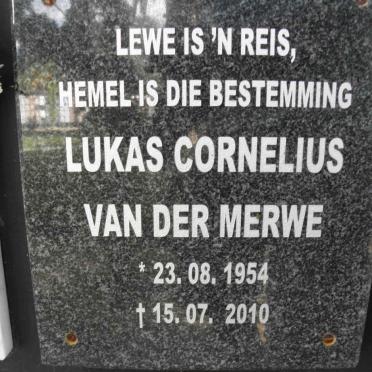 LEWE IS 'N REIS,
HEMEL IS DIE BESTEMMING
LUKAS CORNELIUS
VAN DER MERWE
* 23. 08. 1954
† 15. 07. 2010